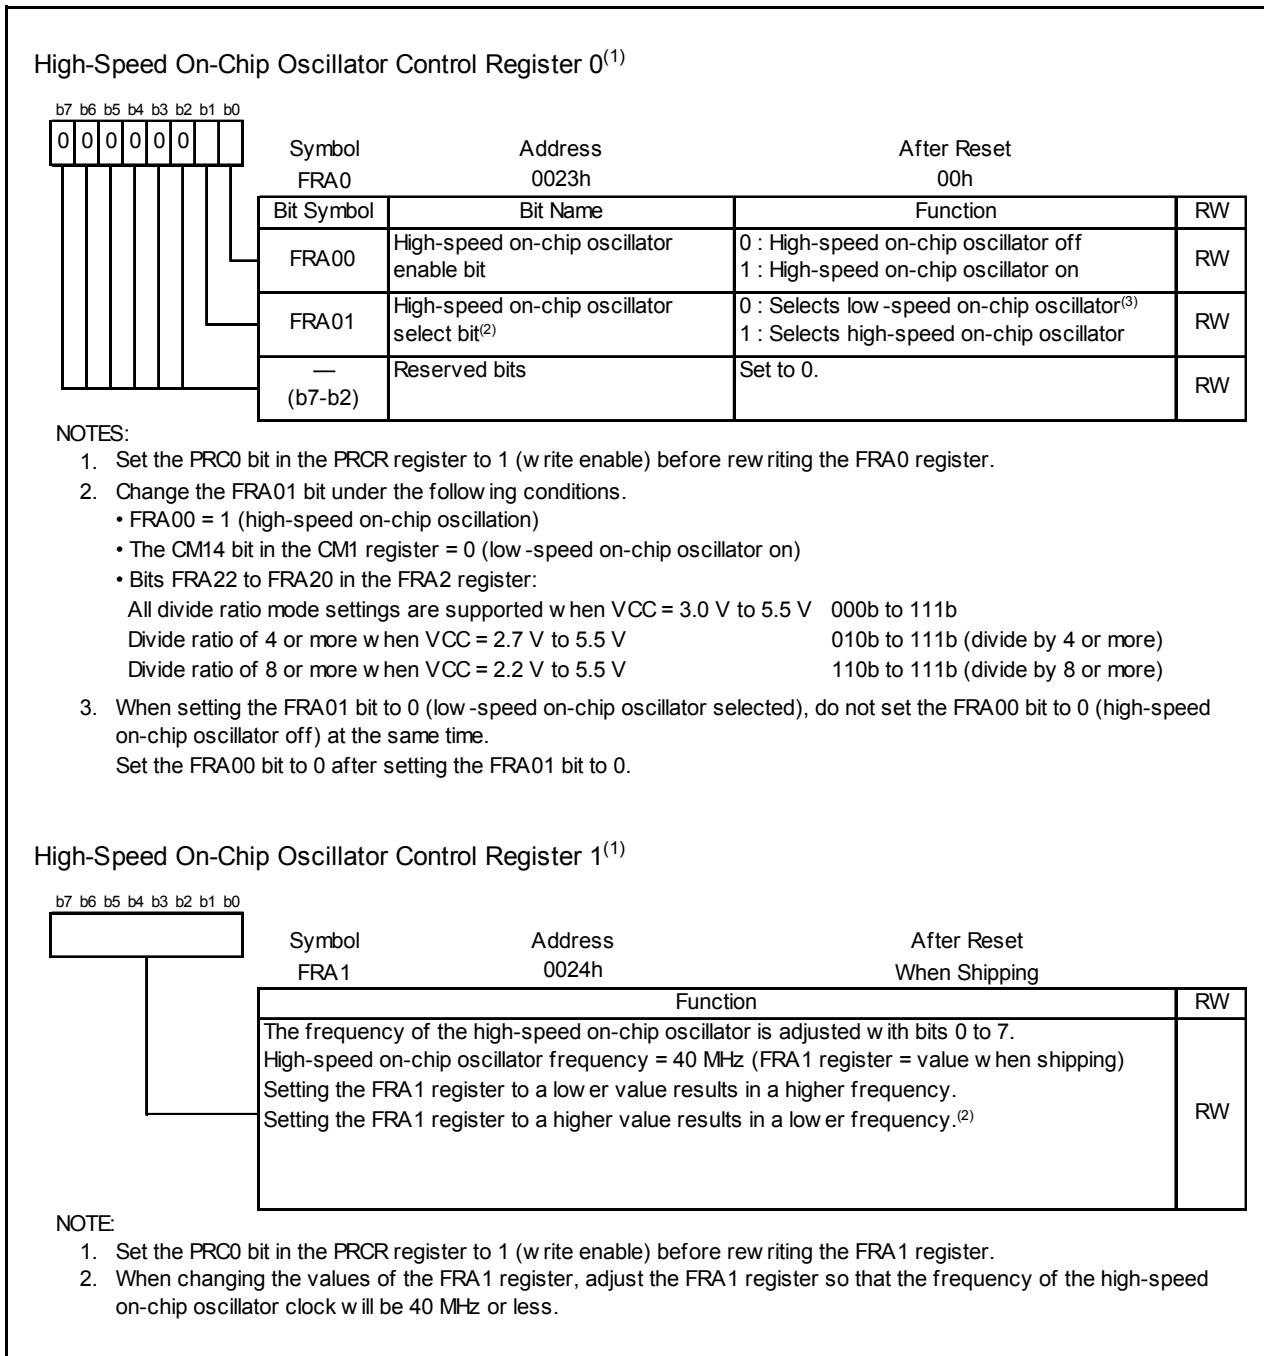 High-Speed On-Chip Oscillator Control Register 0(1)
b7 b6 b5 b4 b3 b2 b1 b0
0 0 0 0 0 0
Symbol Address After Reset
FRA0 0023h 00h
Bit Symbol Bit Name Function RW
FRA00 High-speed on-chip oscillator enable bit 0 : High-speed on-chip oscillator off
1 : High-speed on-chip oscillator on RW
FRA01 High-speed on-chip oscillator select bit(2) 0 : Selects low-speed on-chip oscillator(3)
1 : Selects high-speed on-chip oscillator RW
— (b7-b2) Reserved bits Set to 0. RW
NOTES:
1. Set the PRC0 bit in the PRCR register to 1 (write enable) before rewriting the FRA0 register.
2. Change the FRA01 bit under the following conditions.
• FRA00 = 1 (high-speed on-chip oscillation)
• The CM14 bit in the CM1 register = 0 (low-speed on-chip oscillator on)
• Bits FRA22 to FRA20 in the FRA2 register:
All divide ratio mode settings are supported when VCC = 3.0 V to 5.5 V 000b to 111b
Divide ratio of 4 or more when VCC = 2.7 V to 5.5 V 010b to 111b (divide by 4 or more)
Divide ratio of 8 or more when VCC = 2.2 V to 5.5 V 110b to 111b (divide by 8 or more)
3. When setting the FRA01 bit to 0 (low-speed on-chip oscillator selected), do not set the FRA00 bit to 0 (high-speed
on-chip oscillator off) at the same time.
Set the FRA00 bit to 0 after setting the FRA01 bit to 0.
High-Speed On-Chip Oscillator Control Register 1(1)
b7 b6 b5 b4 b3 b2 b1 b0
Symbol Address After Reset
FRA1 0024h When Shipping
Function RW
The frequency of the high-speed on-chip oscillator is adjusted with bits 0 to 7.
High-speed on-chip oscillator frequency = 40 MHz (FRA1 register = value when shipping)
Setting the FRA1 register to a lower value results in a higher frequency.
Setting the FRA1 register to a higher value results in a lower frequency.(2)
RW
NOTE:
1. Set the PRC0 bit in the PRCR register to 1 (write enable) before rewriting the FRA1 register.
2. When changing the values of the FRA1 register, adjust the FRA1 register so that the frequency of the high-speed
on-chip oscillator clock will be 40 MHz or less.